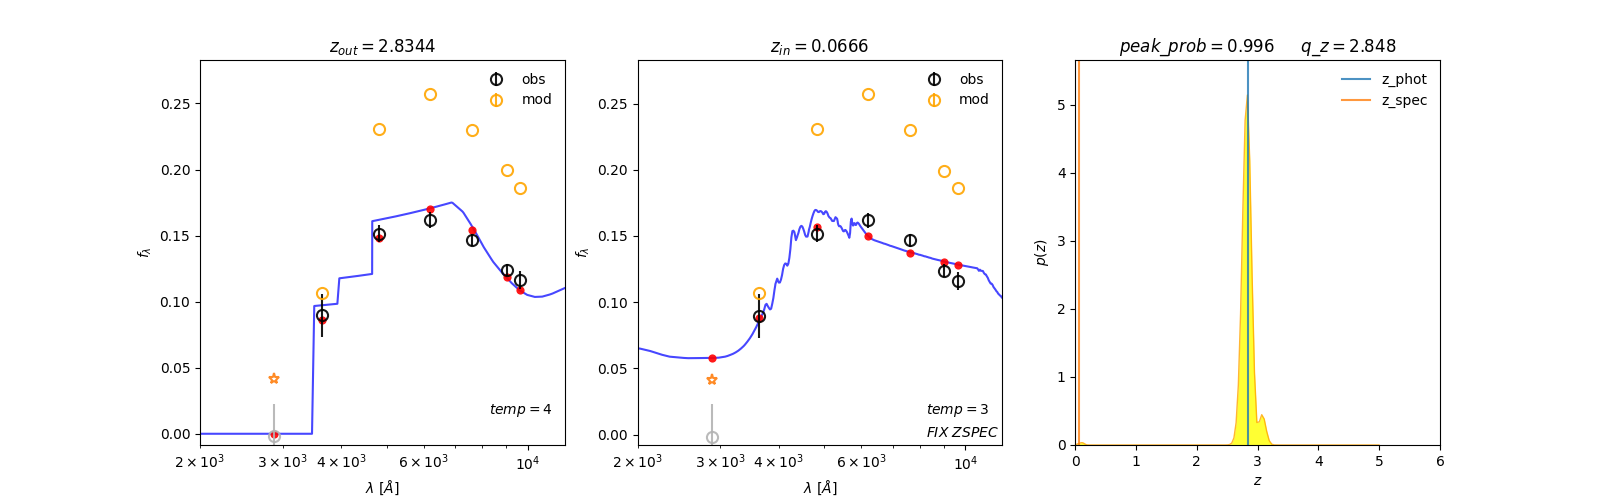 z_out = 2.8344
z_in = 0.0666
peak_prob = 0.996 q_z = 2.848
obs
mod
obs
mod
z_phot
z_spec
0.25
0.20
0.15
0.10
0.05
0.00
f_λ
temp = 4
2 × 10³ 3 × 10³ 4 × 10³ 6 × 10³ 10⁴
λ [Å]
0.25
0.20
0.15
0.10
0.05
0.00
f_λ
temp = 3
FIX ZSPEC
2 × 10³ 3 × 10³ 4 × 10³ 6 × 10³ 10⁴
λ [Å]
5
4
3
2
1
0
p(z)
0 1 2 3 4 5 6
z